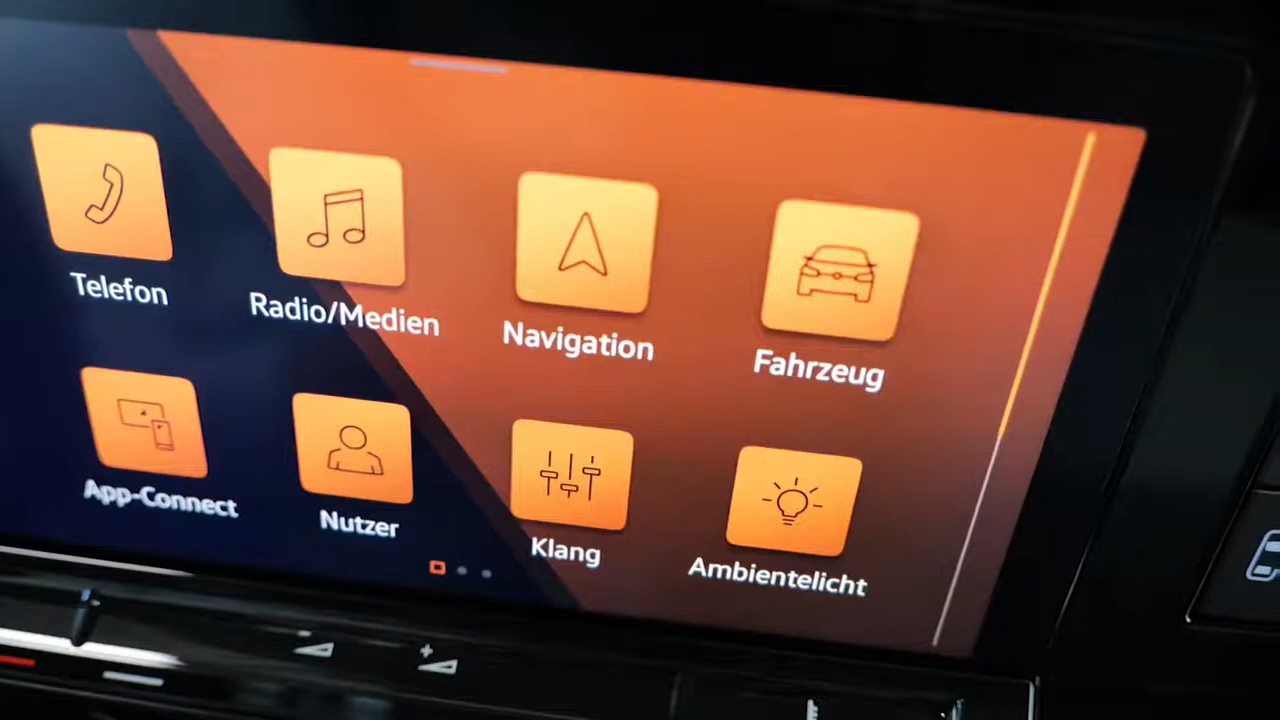 Telefon
Radio/Medien
Navigation
Fahrzeug
App-Connect
Nutzer
Klang
Ambientelicht